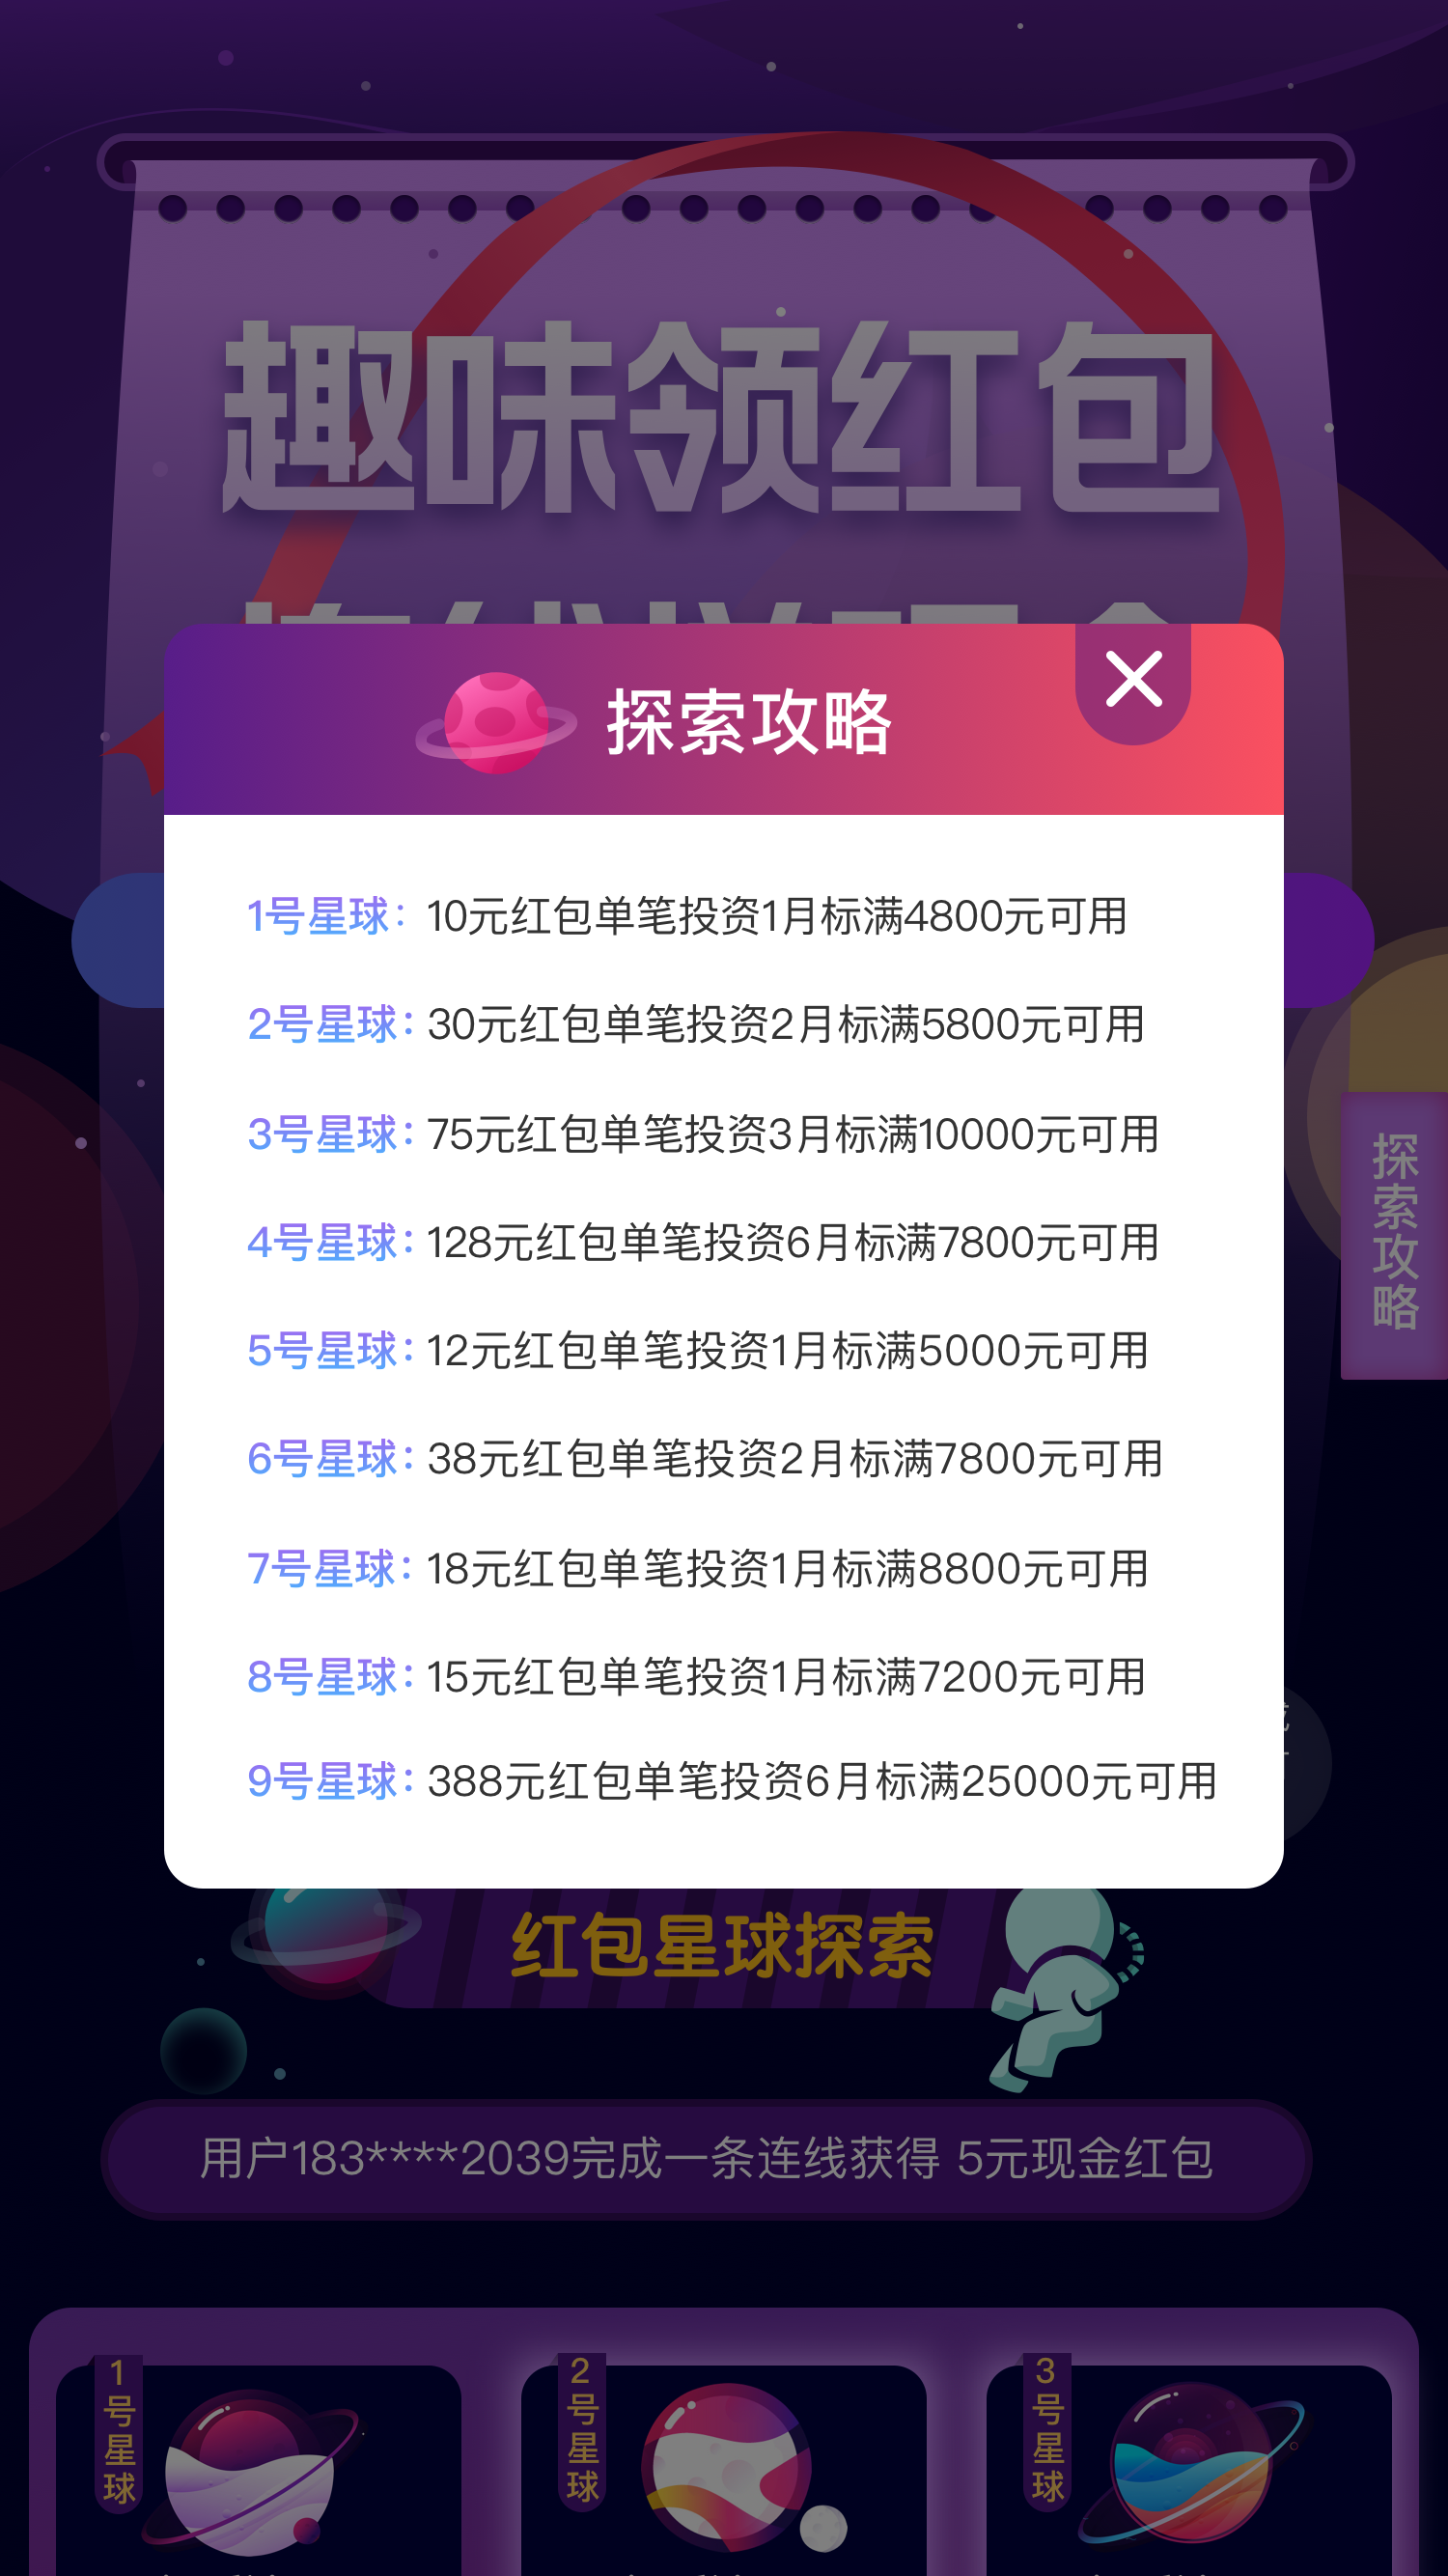 趣味领红包
探索攻略
1号星球：10元红包单笔投资1月标满4800元可用
2号星球：30元红包单笔投资2月标满5800元可用
3号星球：75元红包单笔投资3月标满10000元可用
4号星球：128元红包单笔投资6月标满7800元可用
5号星球：12元红包单笔投资1月标满5000元可用
6号星球：38元红包单笔投资2月标满7800元可用
7号星球：18元红包单笔投资1月标满8800元可用
8号星球：15元红包单笔投资1月标满7200元可用
9号星球：388元红包单笔投资6月标满25000元可用
探索攻略
红包星球探索
用户183****2039完成一条连线获得 5元现金红包
1号星球
2号星球
3号星球